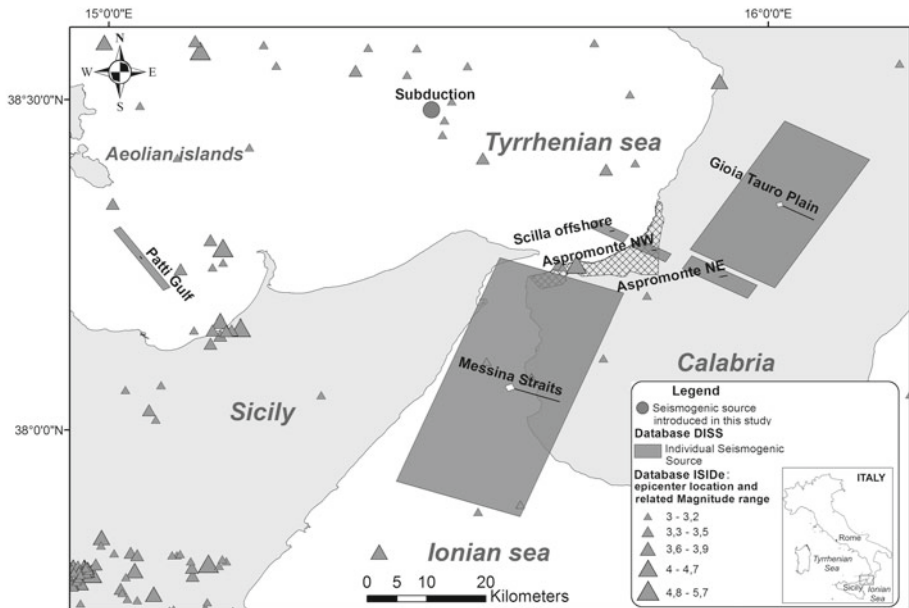 15°0'0"
16°0'0"
N
W E
S
38°30'0"
Subduction
Aeolian islands
Tyrrhenian sea
Gioia Tauro Plain
Scilla offshore
Aspromonte NW
Patti Gulf
Aspromonte NE
Messina Straits
Calabria
Sicily
38°0'0"
Ionian sea
0 5 10 20
Kilometers
Legend
Seismogenic source
introduced in this study
Database DISS
Individual Seismogenic
Source
Database ISIDe:
epicenter location and
related Magnitude range
3 - 3,2
3,3 - 3,5
3,6 - 3,9
4 - 4,7
4,8 - 5,7
ITALY
Rome
Tyrrhenian
Sea
Sicily
Ionian
Sea